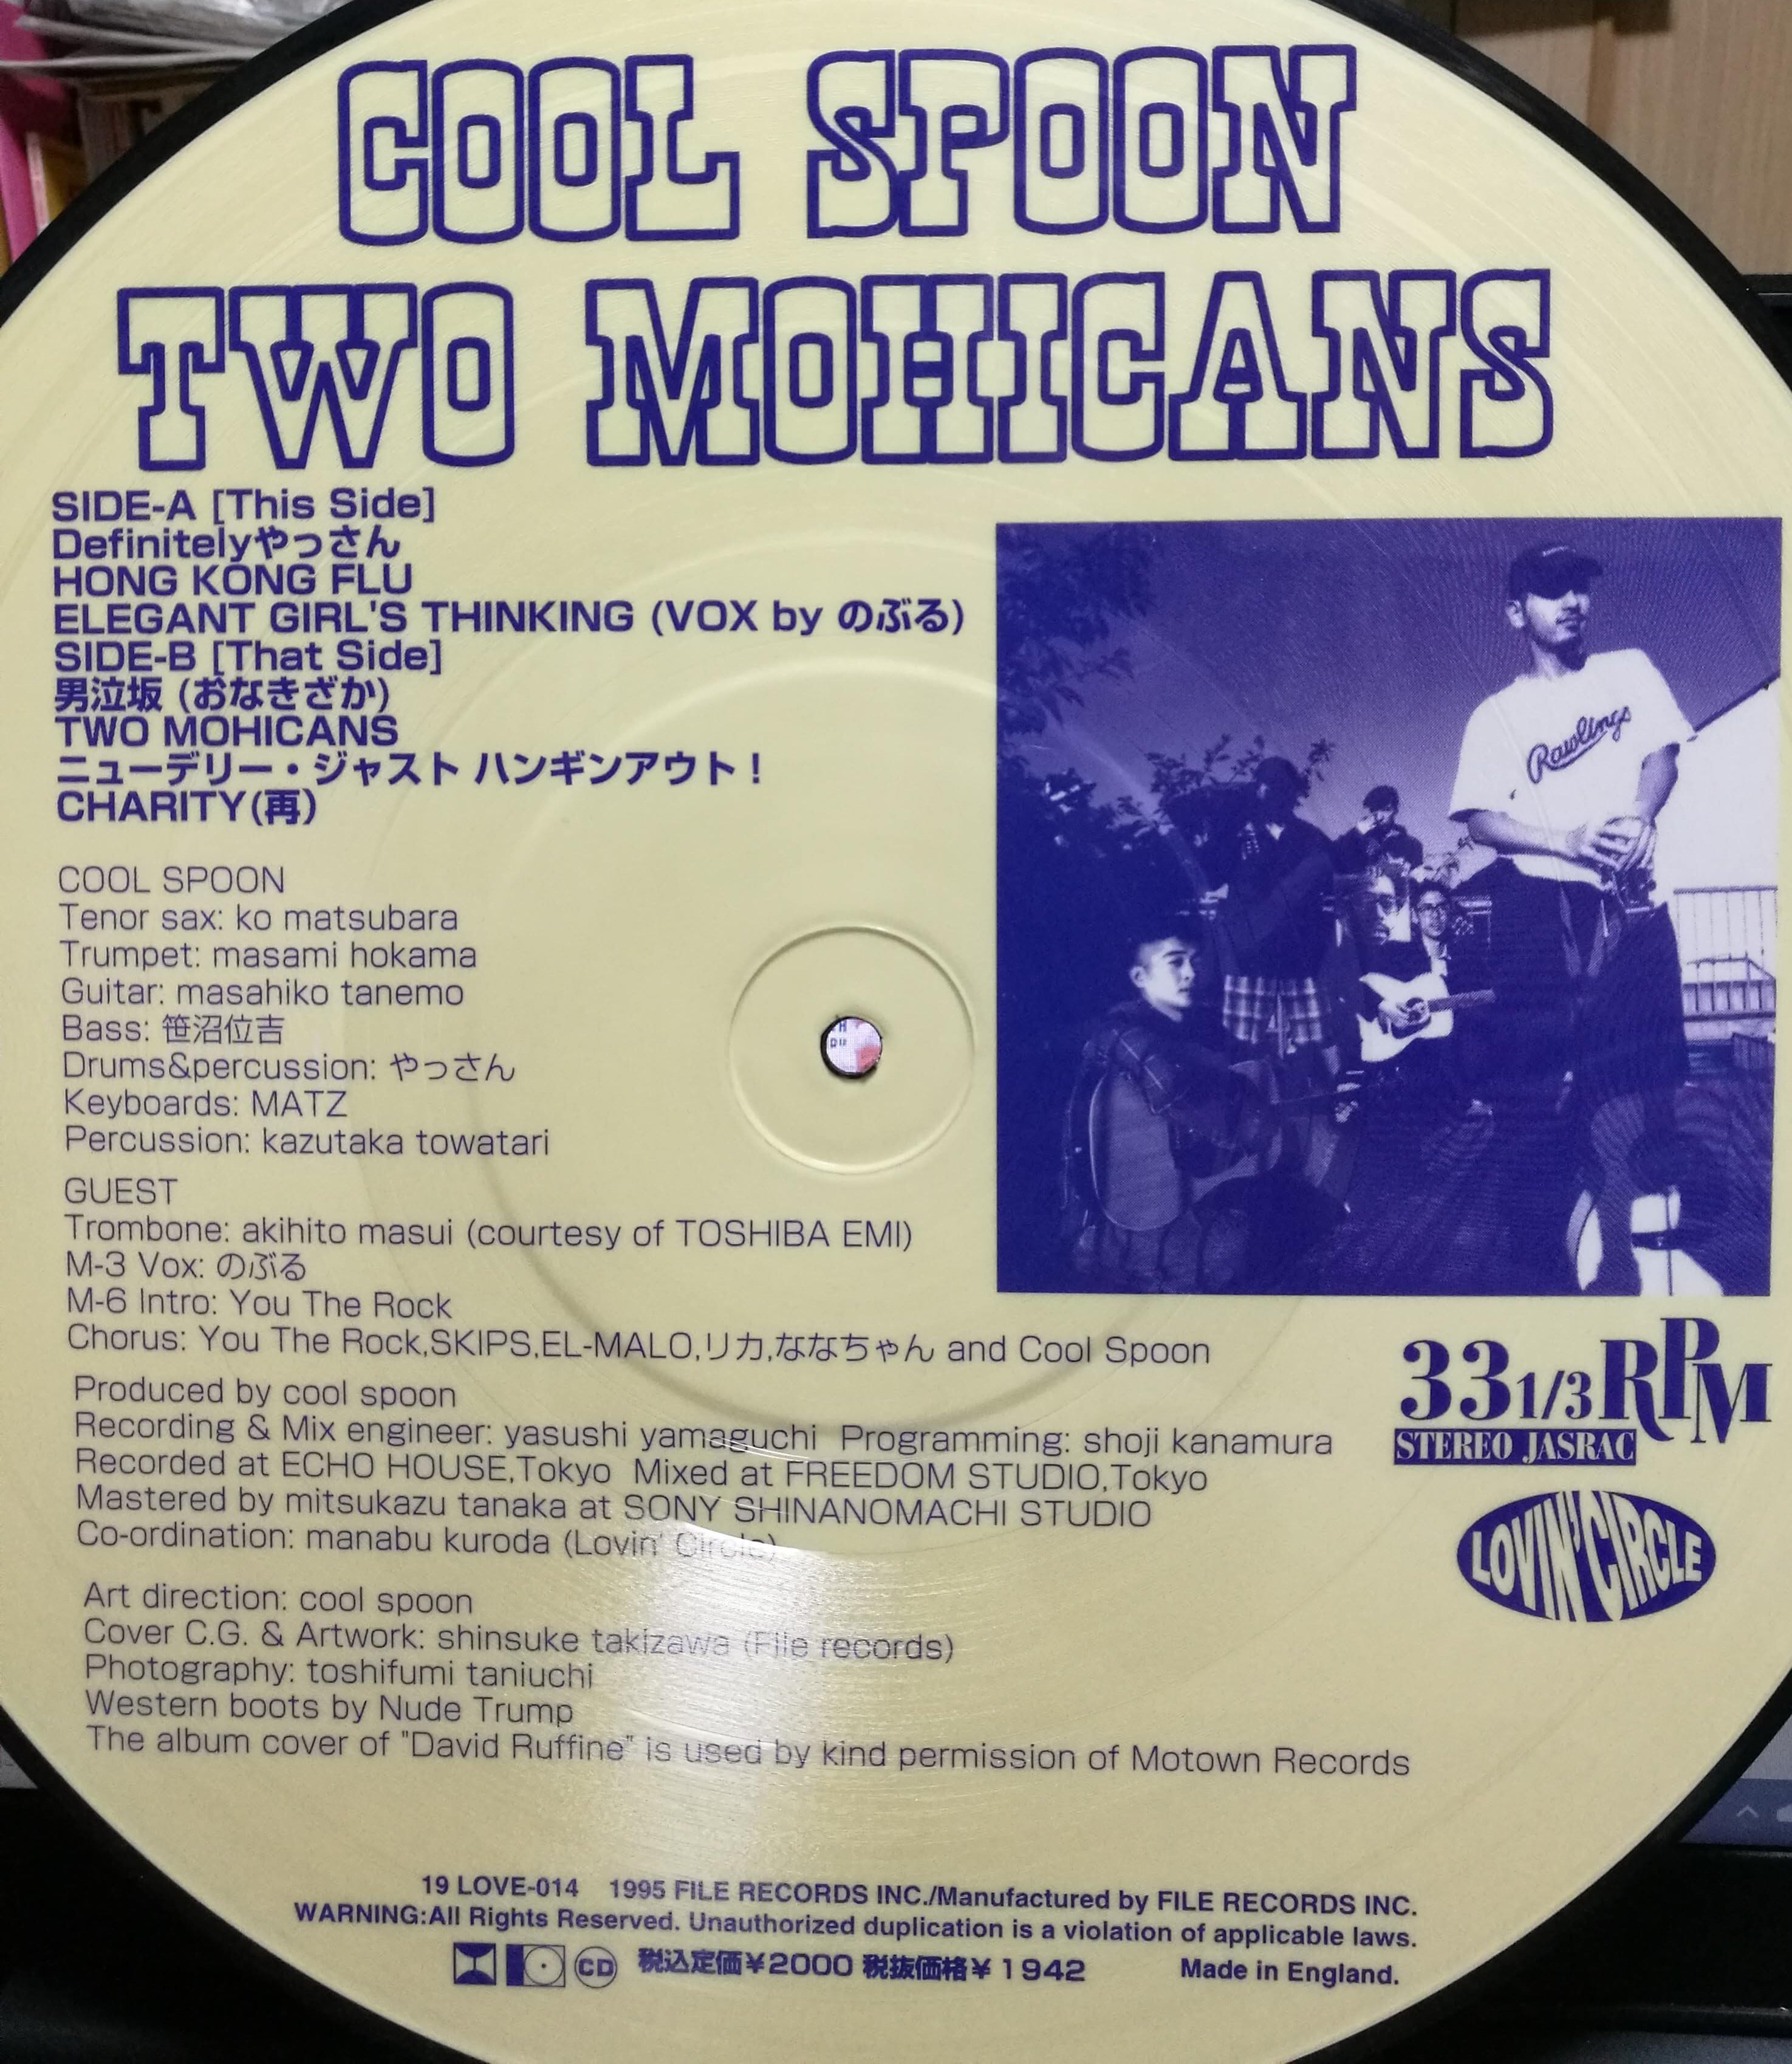 COOL SPOON
TWO MOHICANS
SIDE-A [This Side]
Definitelyやっさん
HONG KONG FLU
ELEGANT GIRL'S THINKING (VOX by のぶる)
SIDE-B [That Side]
男泣坂 (おなきざか)
TWO MOHICANS
ニューデリー・ジャスト ハンギンアウト！
CHARITY(再)
Rawlings
COOL SPOON
Tenor sax: ko matsubara
Trumpet: masami hokama
Guitar: masahiko tanemo
Bass: 笹沼位吉
Drums&percussion: やっさん
Keyboards: MATZ
Percussion: kazutaka towatari
GUEST
Trombone: akihito masui (courtesy of TOSHIBA EMI)
M-3 Vox: のぶる
M-6 Intro: You The Rock
Chorus: You The Rock,SKIPS,EL-MALO,リカ,ななちゃん and Cool Spoon
Produced by cool spoon
Recording & Mix engineer: yasushi yamaguchi  Programming: shoji kanamura
Recorded at ECHO HOUSE,Tokyo  Mixed at FREEDOM STUDIO,Tokyo
Mastered by mitsukazu tanaka at SONY SHINANOMACHI STUDIO
Co-ordination: manabu kuroda (Lovin' Circle)
33 1/3 RPM
STEREO JASRAC
LOVIN' CIRCLE
Art direction: cool spoon
Cover C.G. & Artwork: shinsuke takizawa (File records)
Photography: toshifumi taniuchi
Western boots by Nude Trump
The album cover of "David Ruffine" is used by kind permission of Motown Records
19 LOVE-014  1995 FILE RECORDS INC./Manufactured by FILE RECORDS INC.
WARNING:All Rights Reserved. Unauthorized duplication is a violation of applicable laws.
CD 税込定価¥2000 税抜価格¥1942  Made in England.